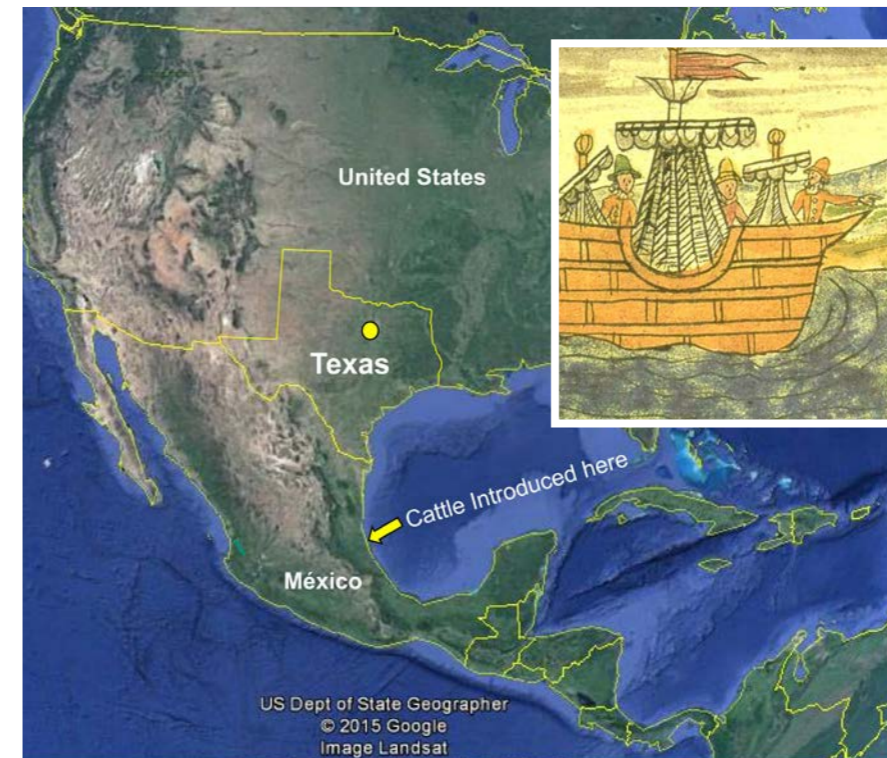 United States
Texas
Cattle Introduced here
México
US Dept of State Geographer
© 2015 Google
Image Landsat